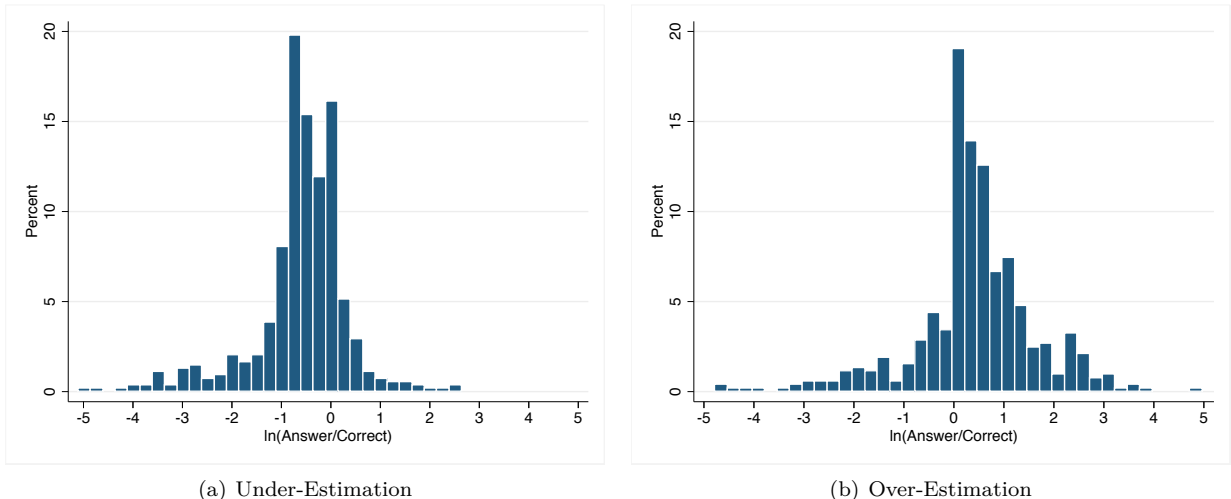 20
15
10
5
0
Percent
-5 -4 -3 -2 -1 0 1 2 3 4 5
ln(Answer/Correct)
(a) Under-Estimation
20
15
10
5
0
Percent
-5 -4 -3 -2 -1 0 1 2 3 4 5
ln(Answer/Correct)
(b) Over-Estimation